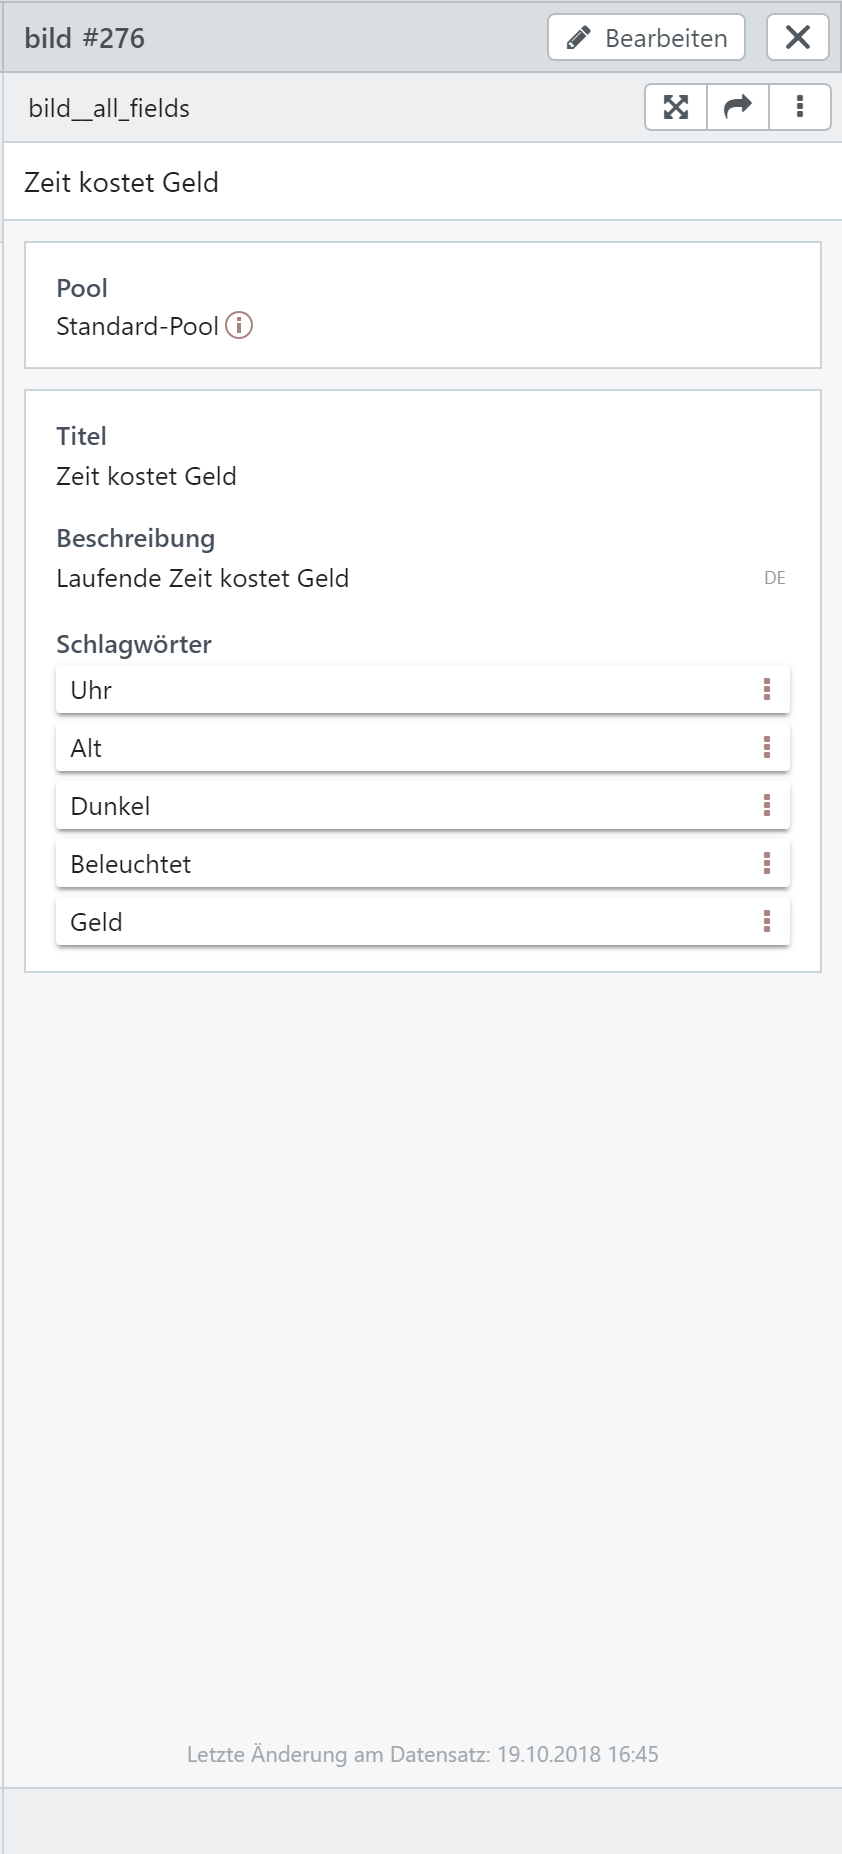 bild #276
Bearbeiten
bild__all_fields
Zeit kostet Geld
Pool
Standard-Pool
Titel
Zeit kostet Geld
Beschreibung
Laufende Zeit kostet Geld DE
Schlagwörter
Uhr
Alt
Dunkel
Beleuchtet
Geld
Letzte Änderung am Datensatz: 19.10.2018 16:45